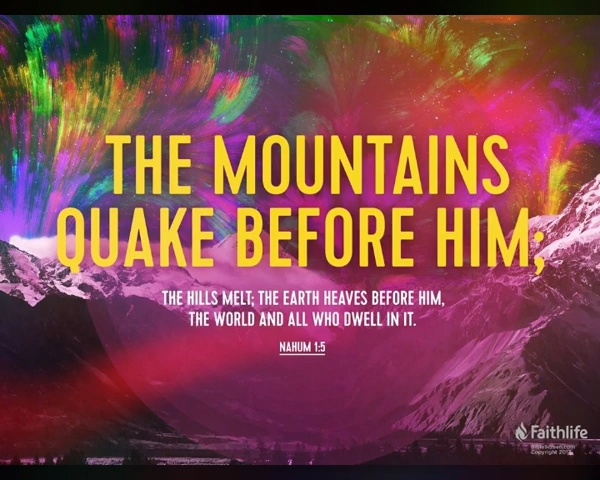 THE MOUNTAINS
QUAKE BEFORE HIM;
THE HILLS MELT; THE EARTH HEAVES BEFORE HIM,
THE WORLD AND ALL WHO DWELL IN IT.
NAHUM 1:5
Faithlife
Copyright